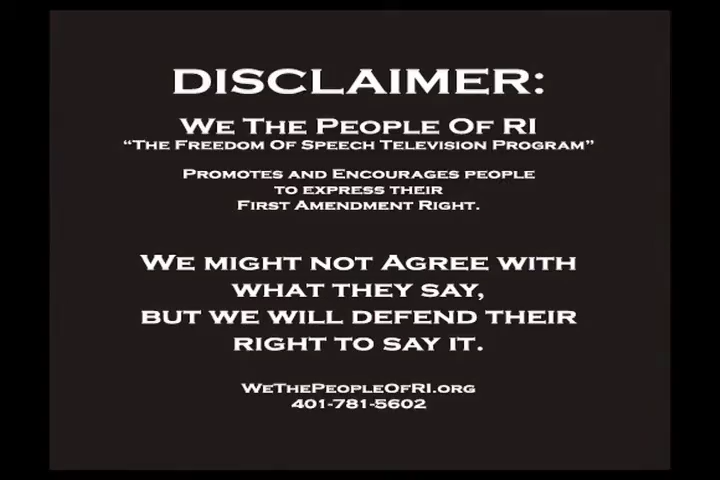 DISCLAIMER:
WE THE PEOPLE OF RI
“THE FREEDOM OF SPEECH TELEVISION PROGRAM”
PROMOTES AND ENCOURAGES PEOPLE
TO EXPRESS THEIR
FIRST AMENDMENT RIGHT.
WE MIGHT NOT AGREE WITH
WHAT THEY SAY,
BUT WE WILL DEFEND THEIR
RIGHT TO SAY IT.
WETHEPEOPLEOFRI.ORG
401-781-5602